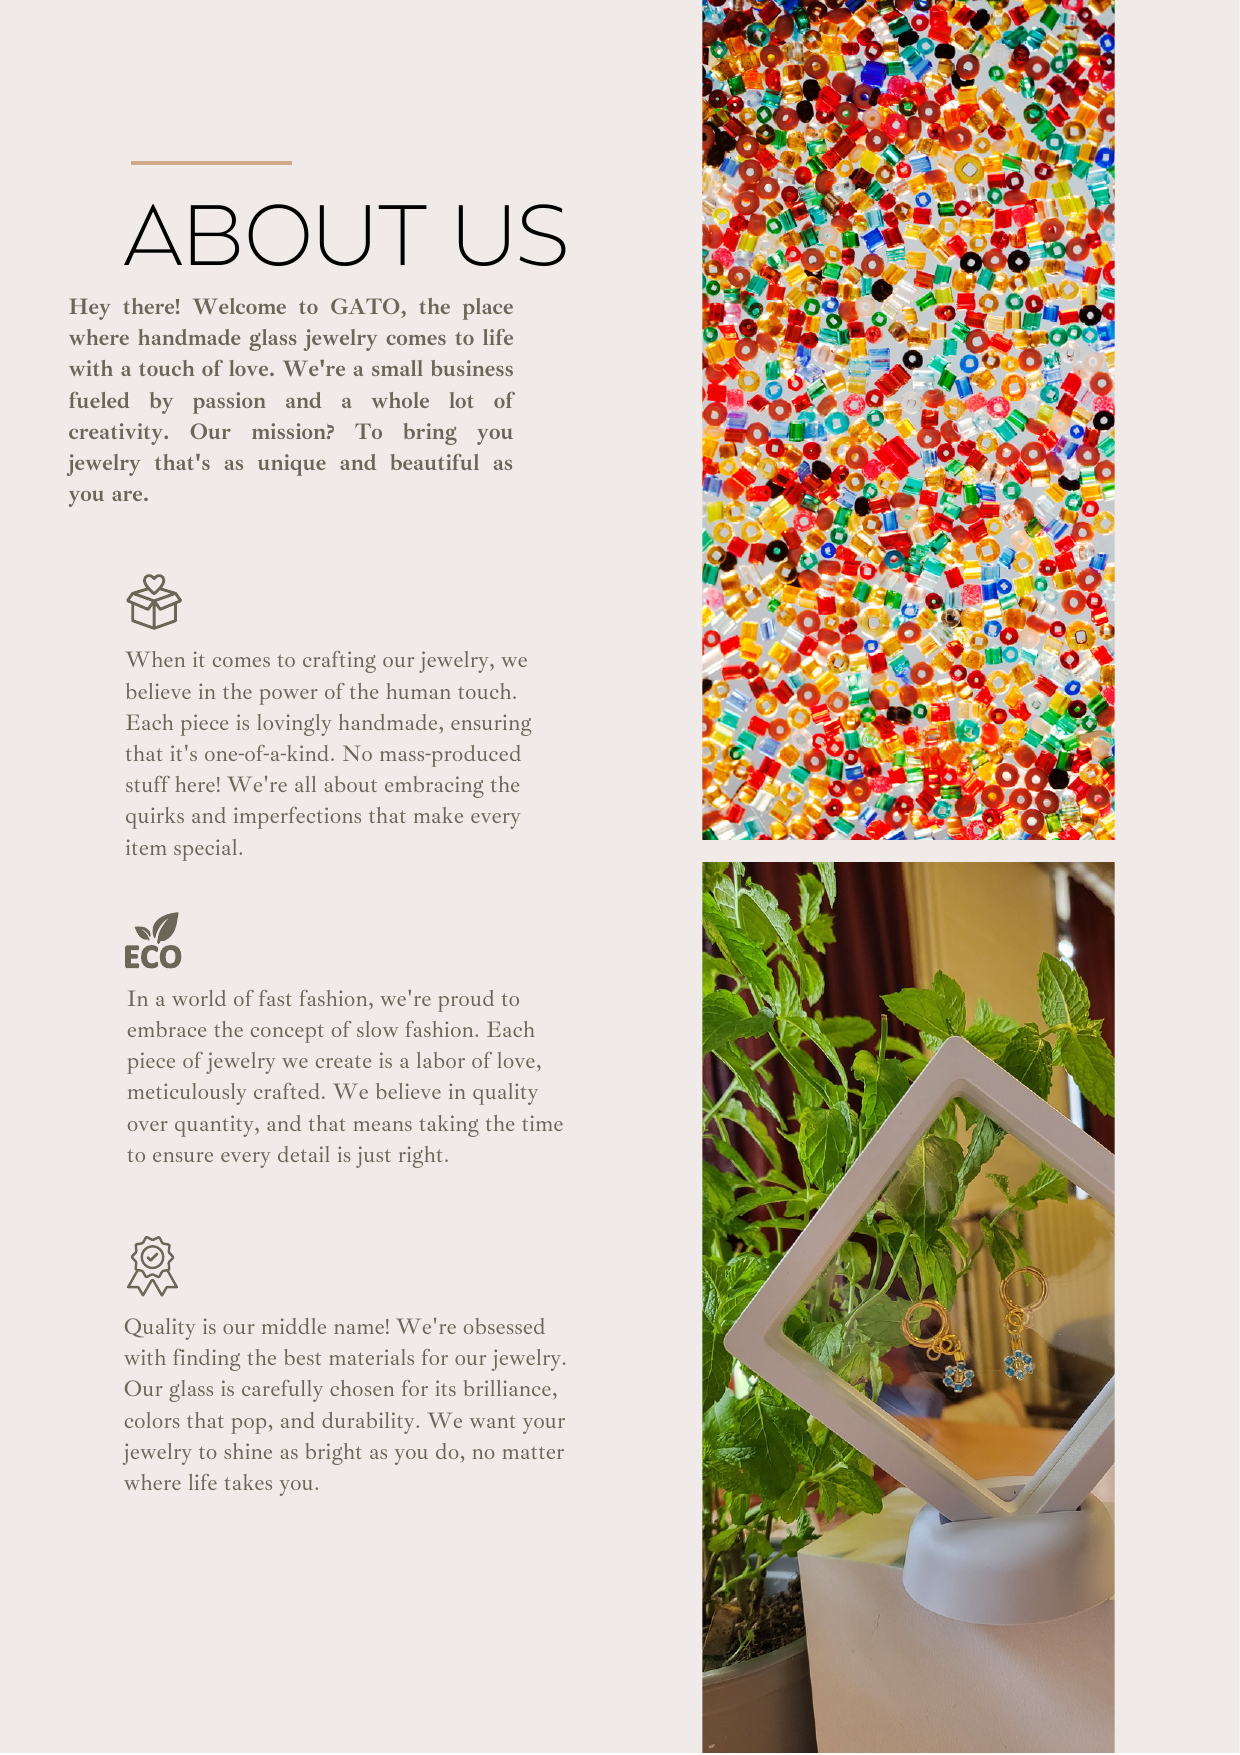 ABOUT US
Hey there! Welcome to GATO, the place
where handmade glass jewelry comes to life
with a touch of love. We're a small business
fueled by passion and a whole lot of
creativity. Our mission? To bring you
jewelry that's as unique and beautiful as
you are.
When it comes to crafting our jewelry, we
believe in the power of the human touch.
Each piece is lovingly handmade, ensuring
that it's one-of-a-kind. No mass-produced
stuff here! We're all about embracing the
quirks and imperfections that make every
item special.
ECO
In a world of fast fashion, we're proud to
embrace the concept of slow fashion. Each
piece of jewelry we create is a labor of love,
meticulously crafted. We believe in quality
over quantity, and that means taking the time
to ensure every detail is just right.
Quality is our middle name! We're obsessed
with finding the best materials for our jewelry.
Our glass is carefully chosen for its brilliance,
colors that pop, and durability. We want your
jewelry to shine as bright as you do, no matter
where life takes you.